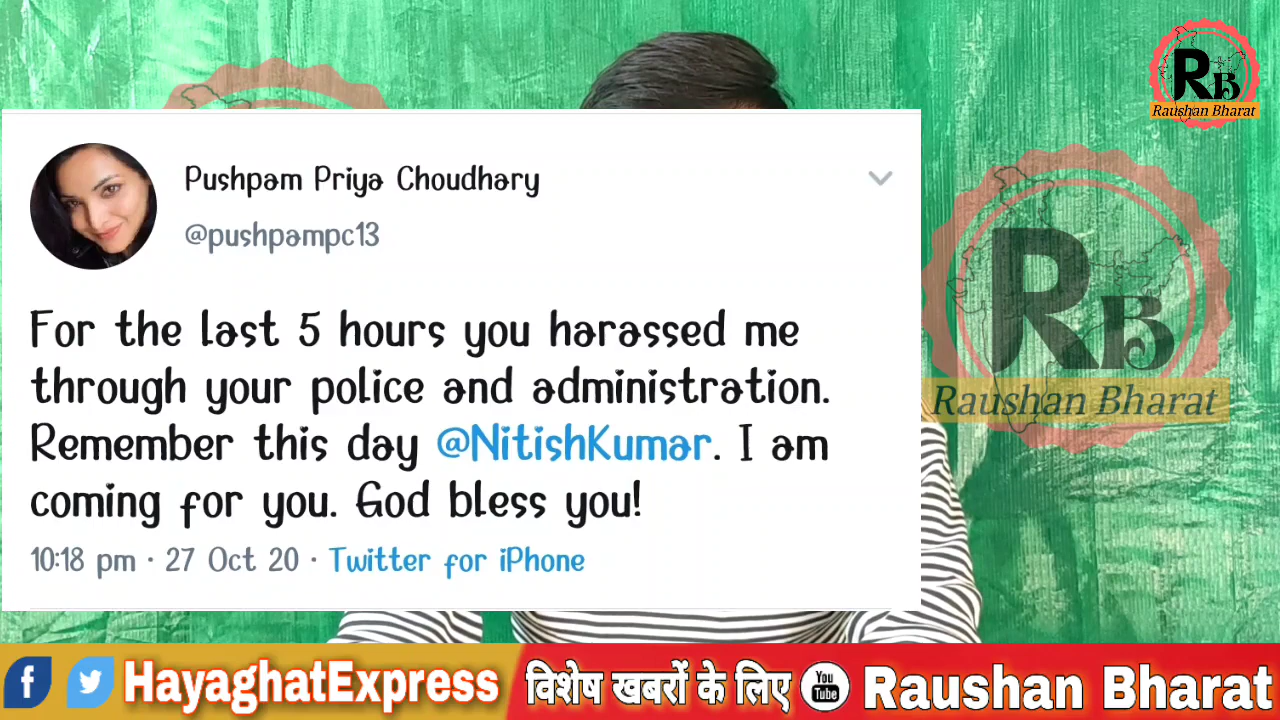 RB
Raushan Bharat
Pushpam Priya Choudhary
@pushpampc13
For the last 5 hours you harassed me
through your police and administration.
Remember this day @NitishKumar. I am
coming for you. God bless you!
10:18 pm · 27 Oct 20 · Twitter for iPhone
RB
Raushan Bharat
f HayaghatExpress विशेष खबरों के लिए You Tube Raushan Bharat